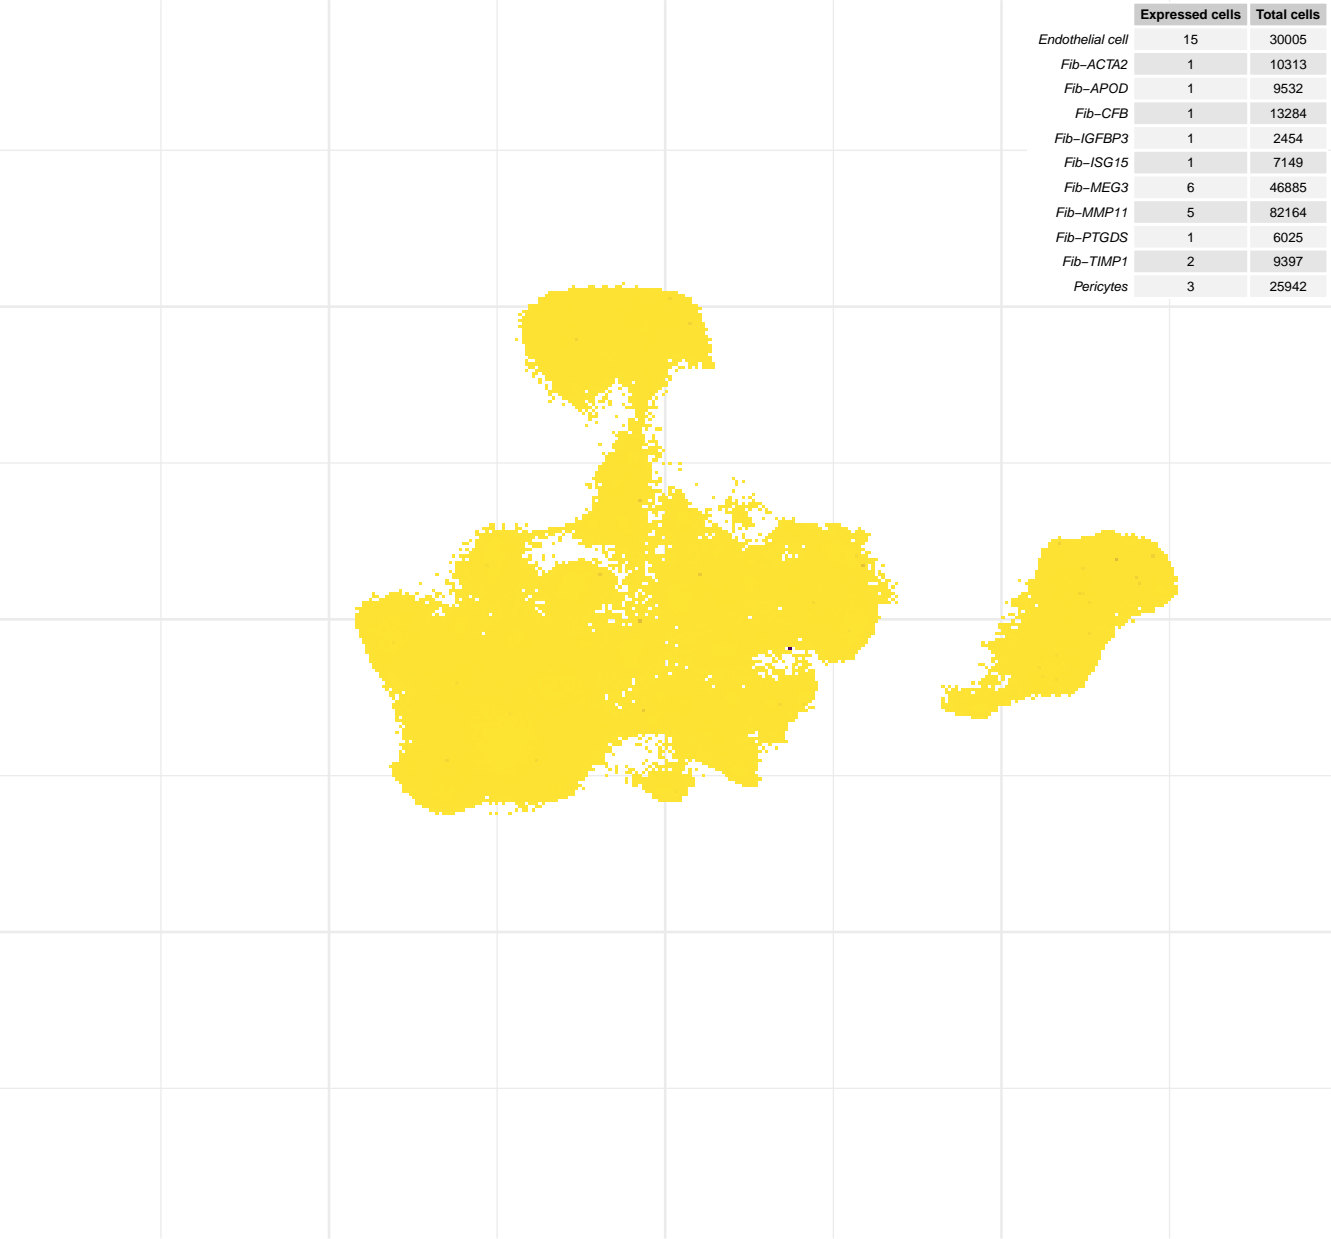 Expressed cells Total cells
Endothelial cell 15 30005
Fib−ACTA2 1 10313
Fib−APOD 1 9532
Fib−CFB 1 13284
Fib−IGFBP3 1 2454
Fib−ISG15 1 7149
Fib−MEG3 6 46885
Fib−MMP11 5 82164
Fib−PTGDS 1 6025
Fib−TIMP1 2 9397
Pericytes 3 25942